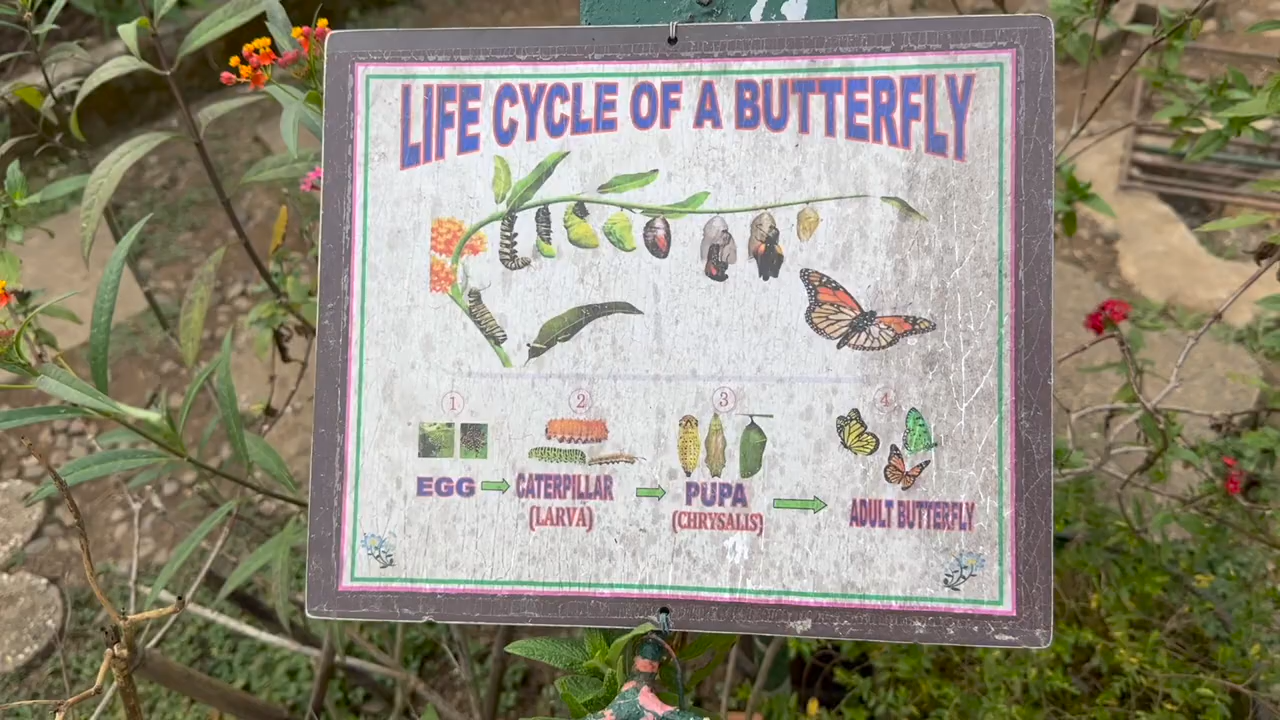 LIFE CYCLE OF A BUTTERFLY
1 2 3 4
EGG CATERPILLAR PUPA ADULT BUTTERFLY
(LARVA) (CHRYSALIS)